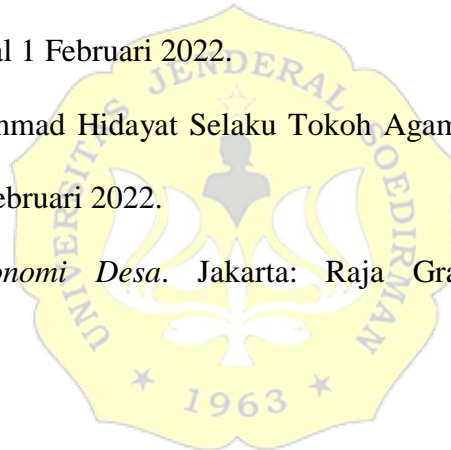 al 1 Februari 2022.
hmad Hidayat Selaku Tokoh Agam
ebruari 2022.
onomi Desa. Jakarta: Raja Gra
UNIVERSITAS JENDERAL SOEDIRMAN
1963